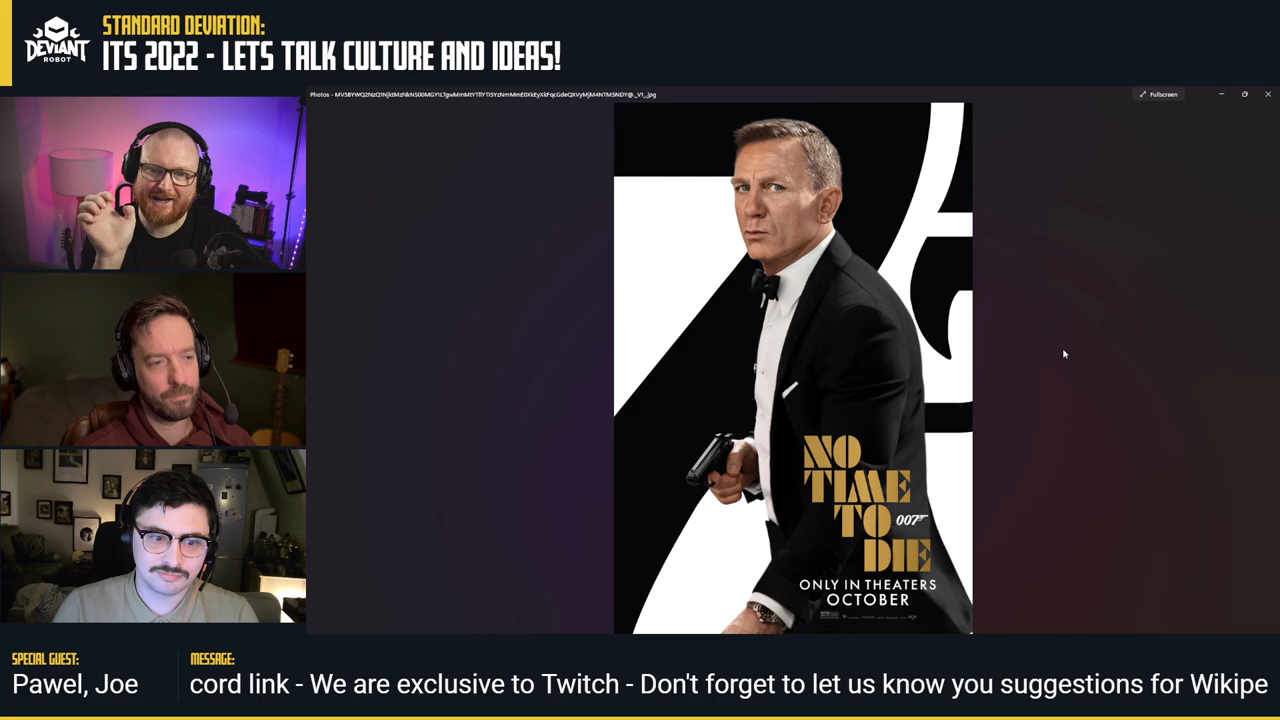 DEVIANT
ROBOT
STANDARD DEVIATION:
ITS 2022 - LETS TALK CULTURE AND IDEAS!
Fullscreen
NO
TIME
TO
007
DIE
ONLY IN THEATERS
OCTOBER
SPECIAL GUEST:
Pawel, Joe
MESSAGE:
cord link - We are exclusive to Twitch - Don't forget to let us know you suggestions for Wikipe